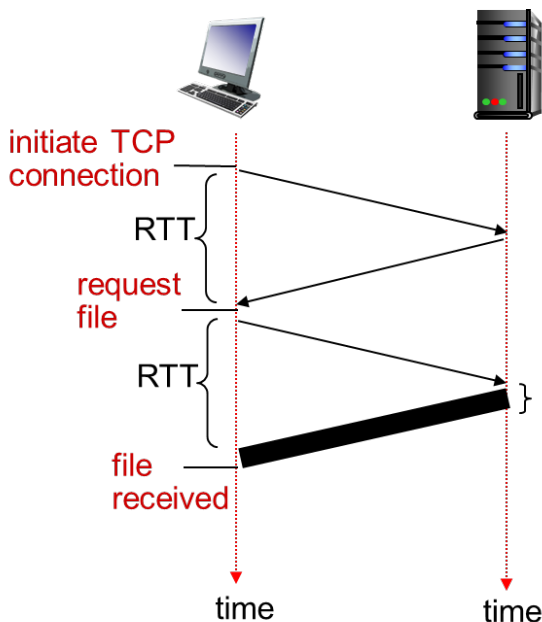 initiate TCP
connection
RTT
request
file
RTT
file
received
time
time